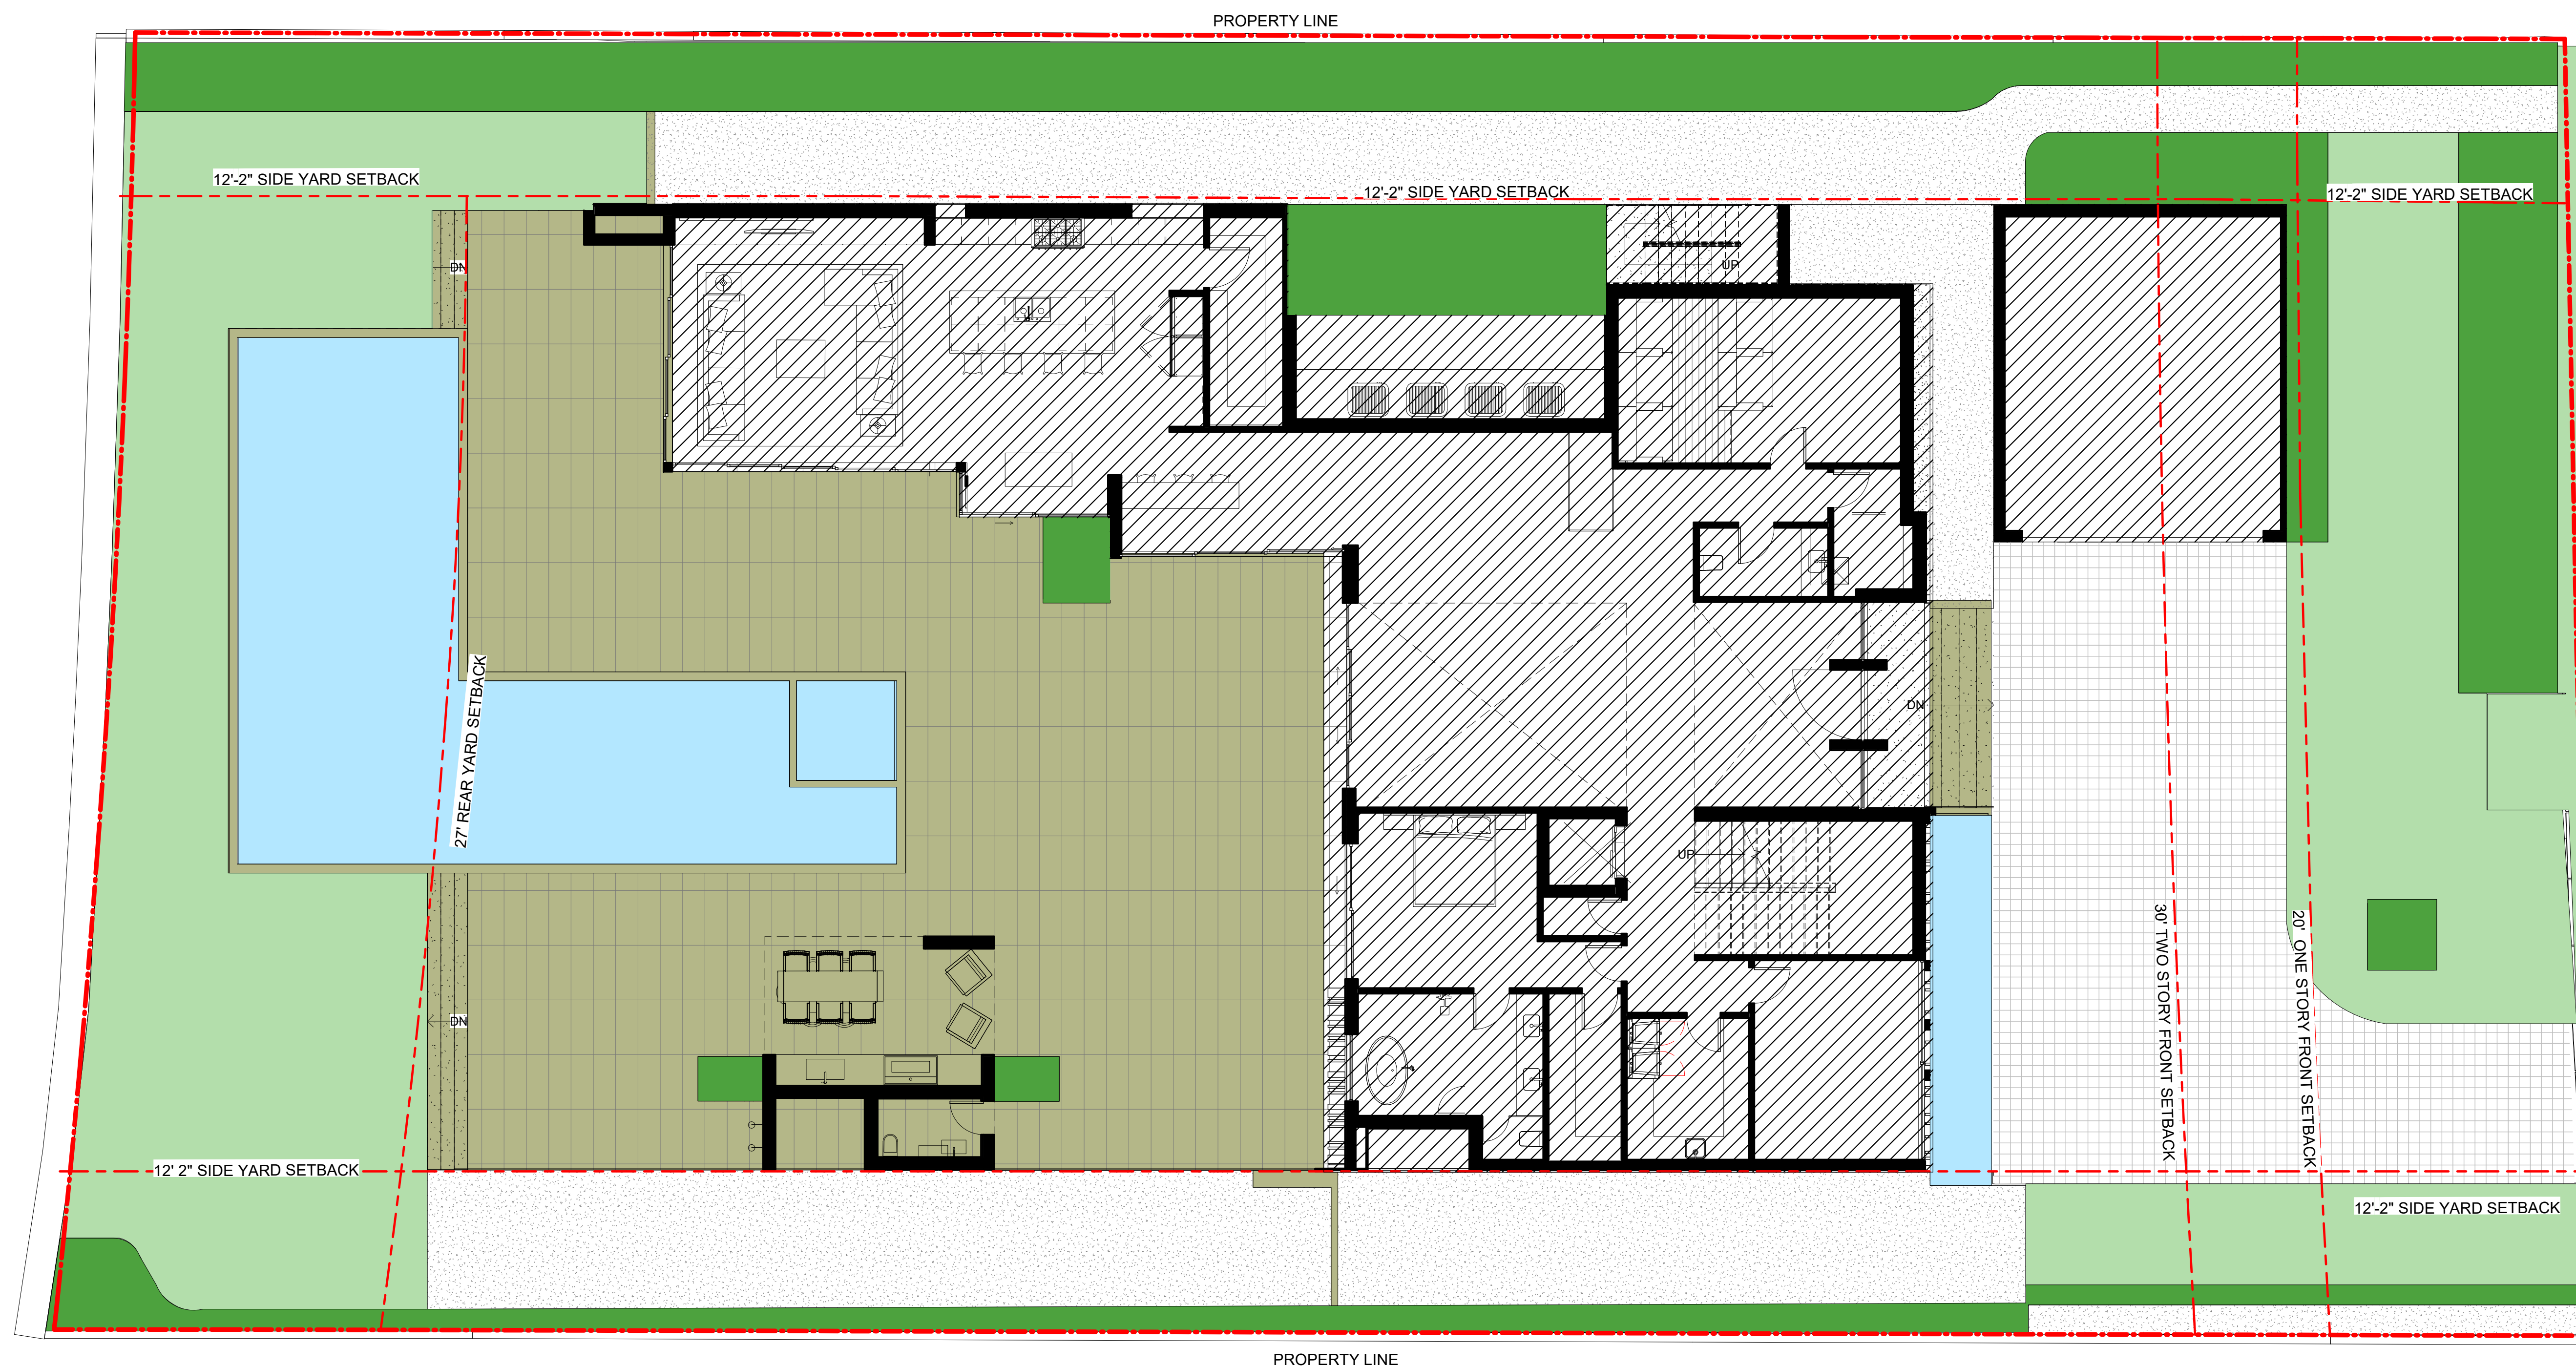 PROPERTY LINE
12'-2" SIDE YARD SETBACK
12'-2" SIDE YARD SETBACK
12'-2" SIDE YARD SETBACK
DN
UP
27' REAR YARD SETBACK
DN
UP
DN
30' TWO STORY FRONT SETBACK
20' ONE STORY FRONT SETBACK
12' 2" SIDE YARD SETBACK
12'-2" SIDE YARD SETBACK
PROPERTY LINE